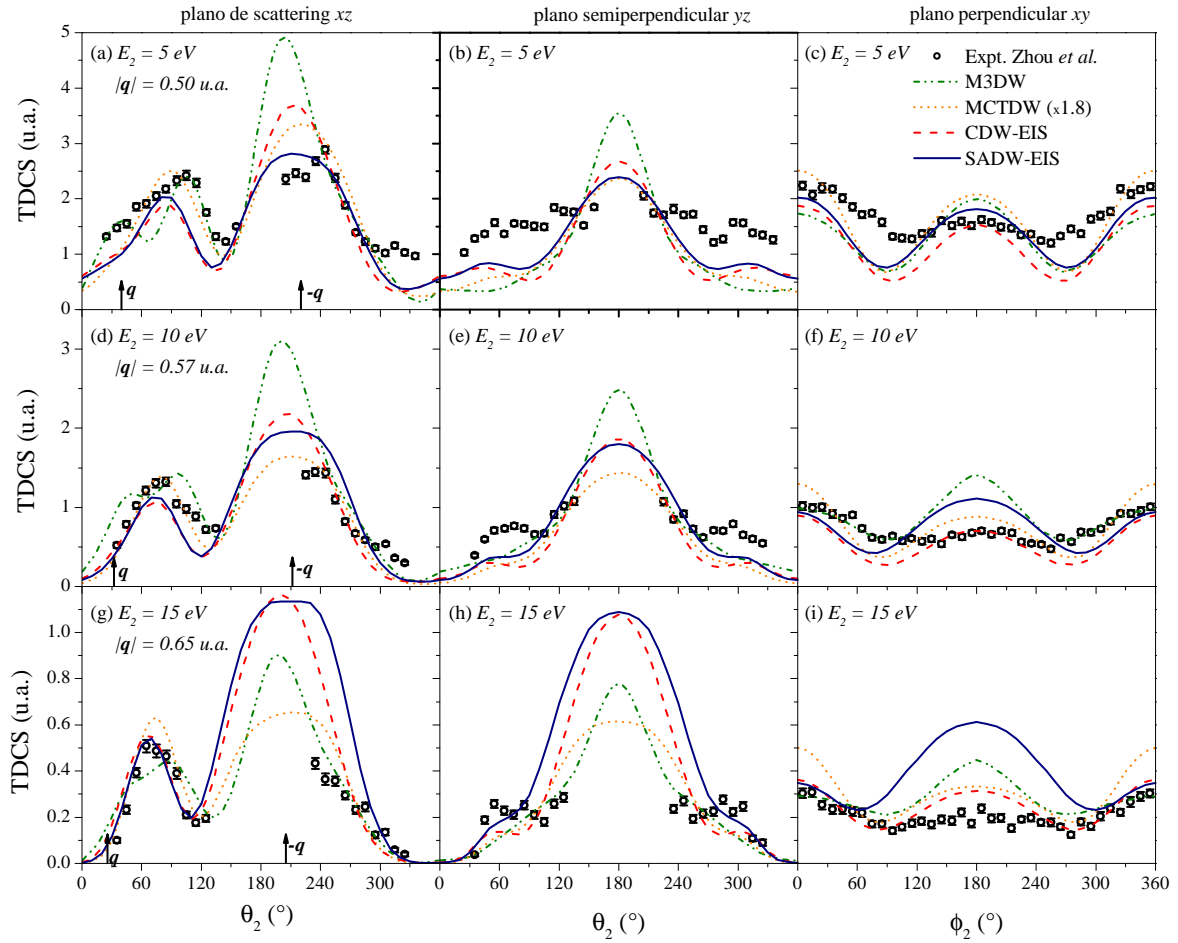 plano de scattering xz
plano semiperpendicular yz
plano perpendicular xy
(a) E2 = 5 eV
|q| = 0.50 u.a.
(b) E2 = 5 eV
(c) E2 = 5 eV
Expt. Zhou et al.
M3DW
MCTDW (x1.8)
CDW-EIS
SADW-EIS
TDCS (u.a.)
5
4
3
2
1
0
q
-q
(d) E2 = 10 eV
|q| = 0.57 u.a.
(e) E2 = 10 eV
(f) E2 = 10 eV
TDCS (u.a.)
3
2
1
0
q
-q
(g) E2 = 15 eV
|q| = 0.65 u.a.
(h) E2 = 15 eV
(i) E2 = 15 eV
TDCS (u.a.)
1.0
0.8
0.6
0.4
0.2
0.0
q
-q
0 60 120 180 240 300
0 60 120 180 240 300
0 60 120 180 240 300 360
θ2 (°)
θ2 (°)
ϕ2 (°)